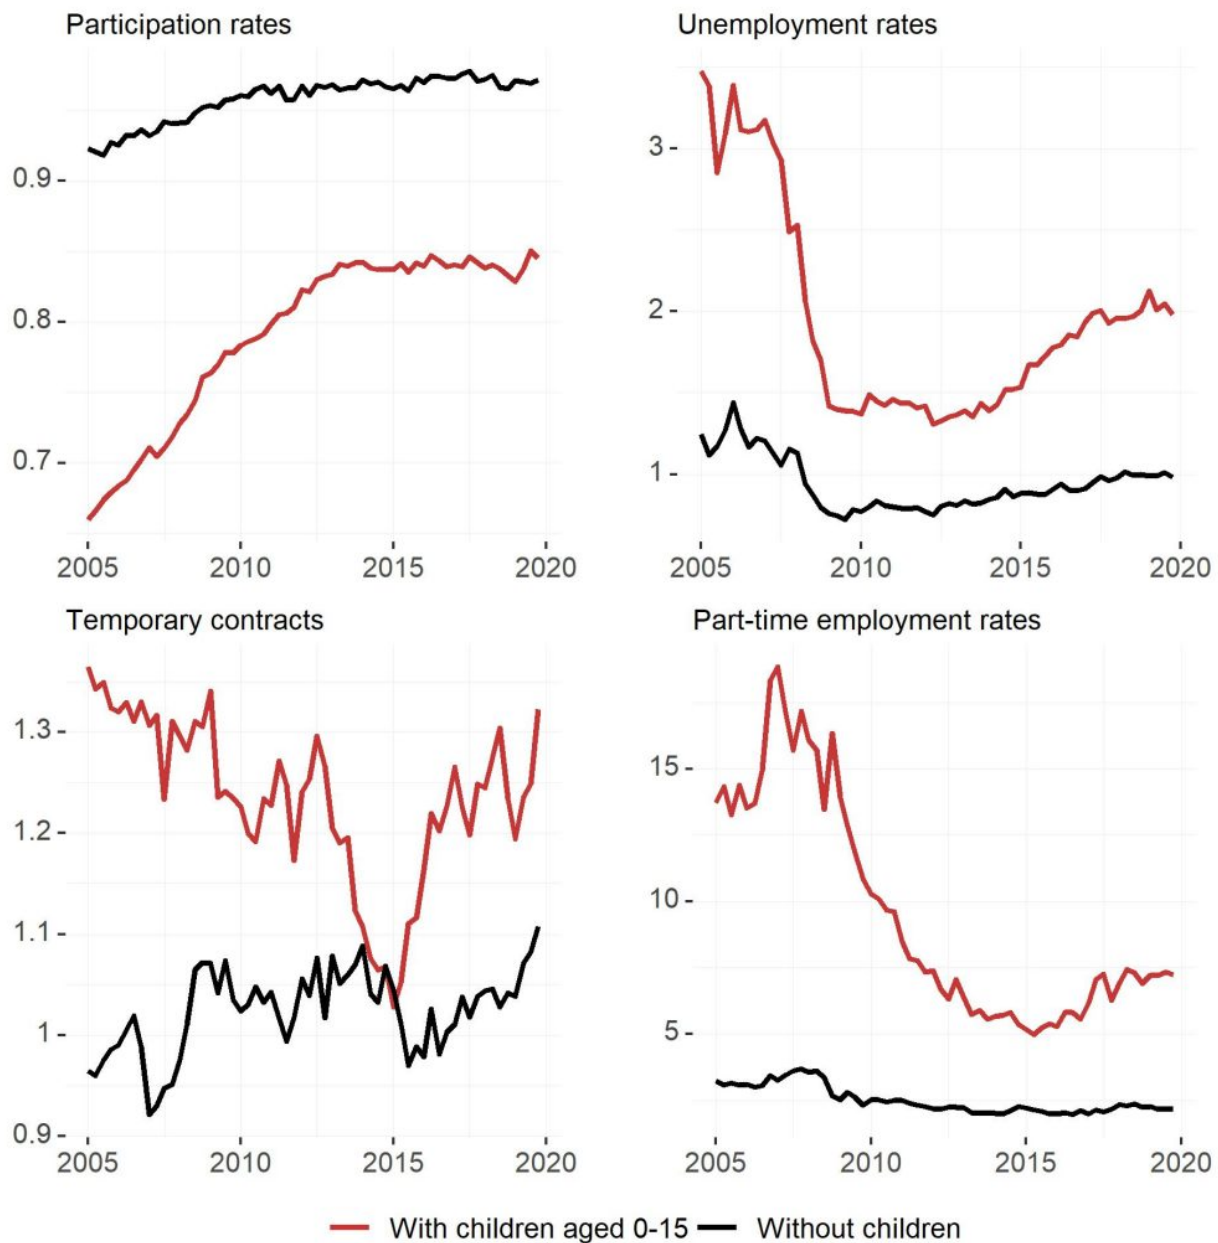 Participation rates
Unemployment rates
0.9
0.8
0.7
3
2
1
2005 2010 2015 2020
2005 2010 2015 2020
Temporary contracts
Part-time employment rates
1.3
1.2
1.1
1
0.9
15
10
5
2005 2010 2015 2020
2005 2010 2015 2020
With children aged 0-15 Without children